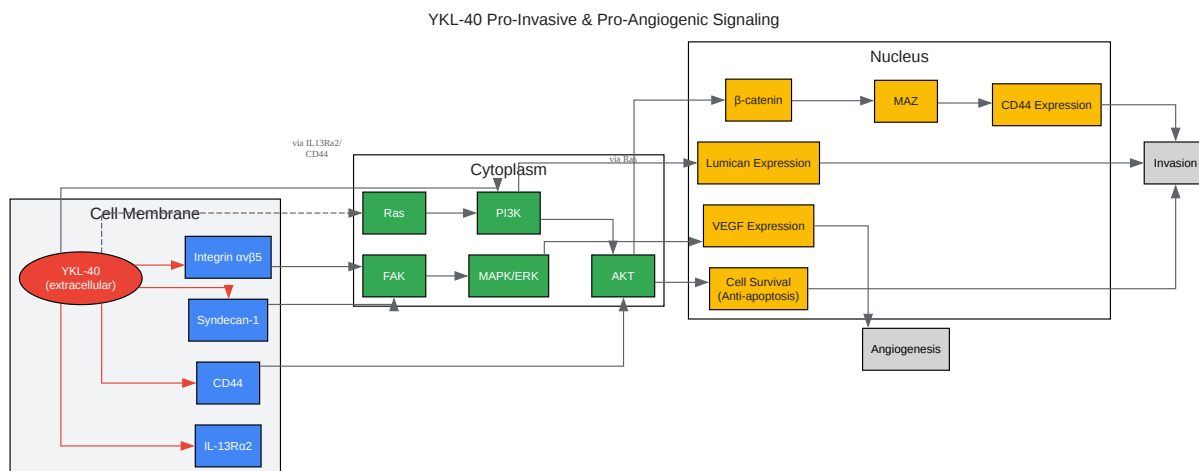 YKL-40 Pro-Invasive & Pro-Angiogenic Signaling
Nucleus
β-catenin
MAZ
CD44 Expression
via IL13Ra2/
CD44
Cytoplasm
via Ras
Lumican Expression
Invasion
Cell Membrane
Ras
PI3K
VEGF Expression
Integrin αvβ5
YKL-40
(extracellular)
FAK
MAPK/ERK
AKT
Cell Survival
(Anti-apoptosis)
Syndecan-1
Angiogenesis
CD44
IL-13Rα2